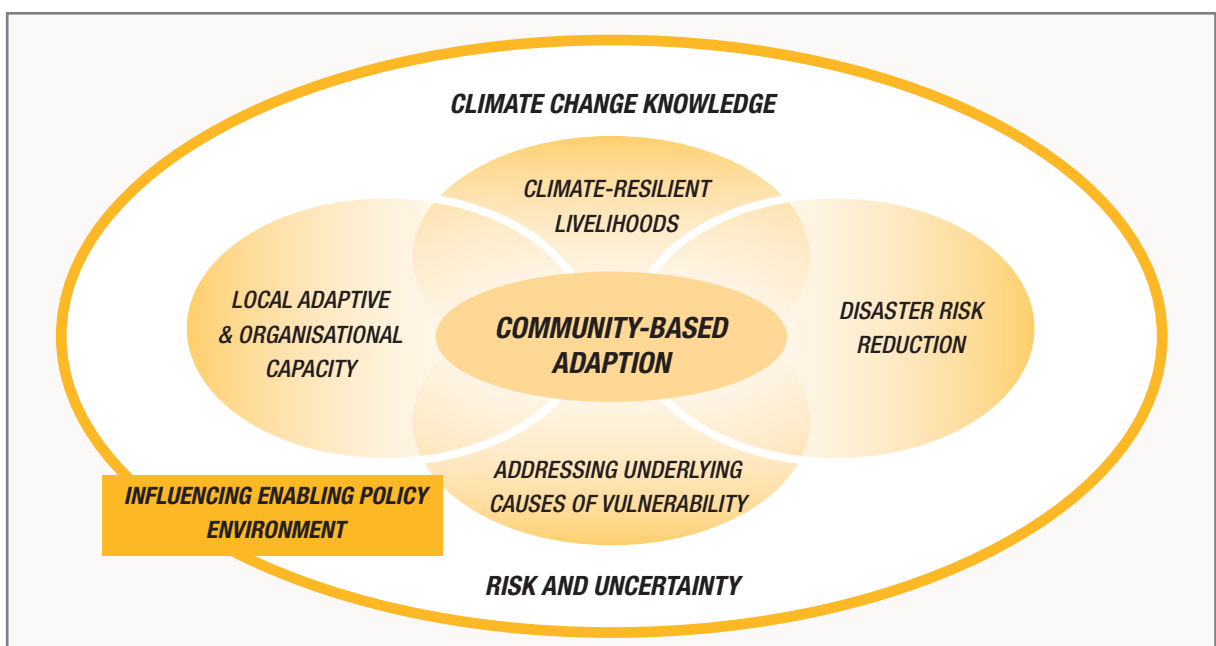 CLIMATE CHANGE KNOWLEDGE
CLIMATE-RESILIENT
LIVELIHOODS
LOCAL ADAPTIVE
& ORGANISATIONAL
CAPACITY
COMMUNITY-BASED
ADAPTION
DISASTER RISK
REDUCTION
ADDRESSING UNDERLYING
CAUSES OF VULNERABILITY
INFLUENCING ENABLING POLICY
ENVIRONMENT
RISK AND UNCERTAINTY